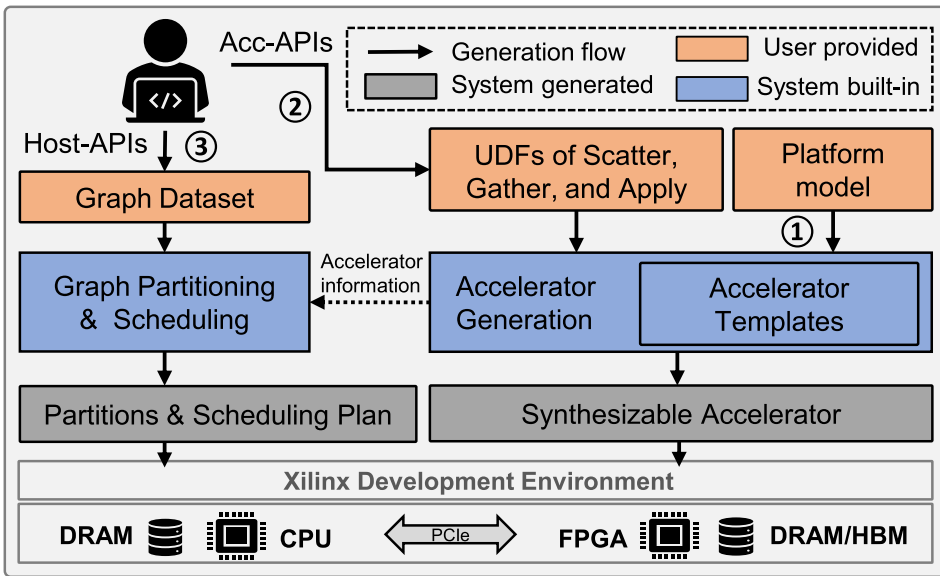 Acc-APIs
Generation flow
User provided
System generated
System built-in
</>
②
Host-APIs
③
UDFs of Scatter,
Gather, and Apply
Platform
model
Graph Dataset
①
Graph Partitioning
& Scheduling
Accelerator
information
Accelerator
Generation
Accelerator
Templates
Partitions & Scheduling Plan
Synthesizable Accelerator
Xilinx Development Environment
DRAM
CPU
PCIe
FPGA
DRAM/HBM